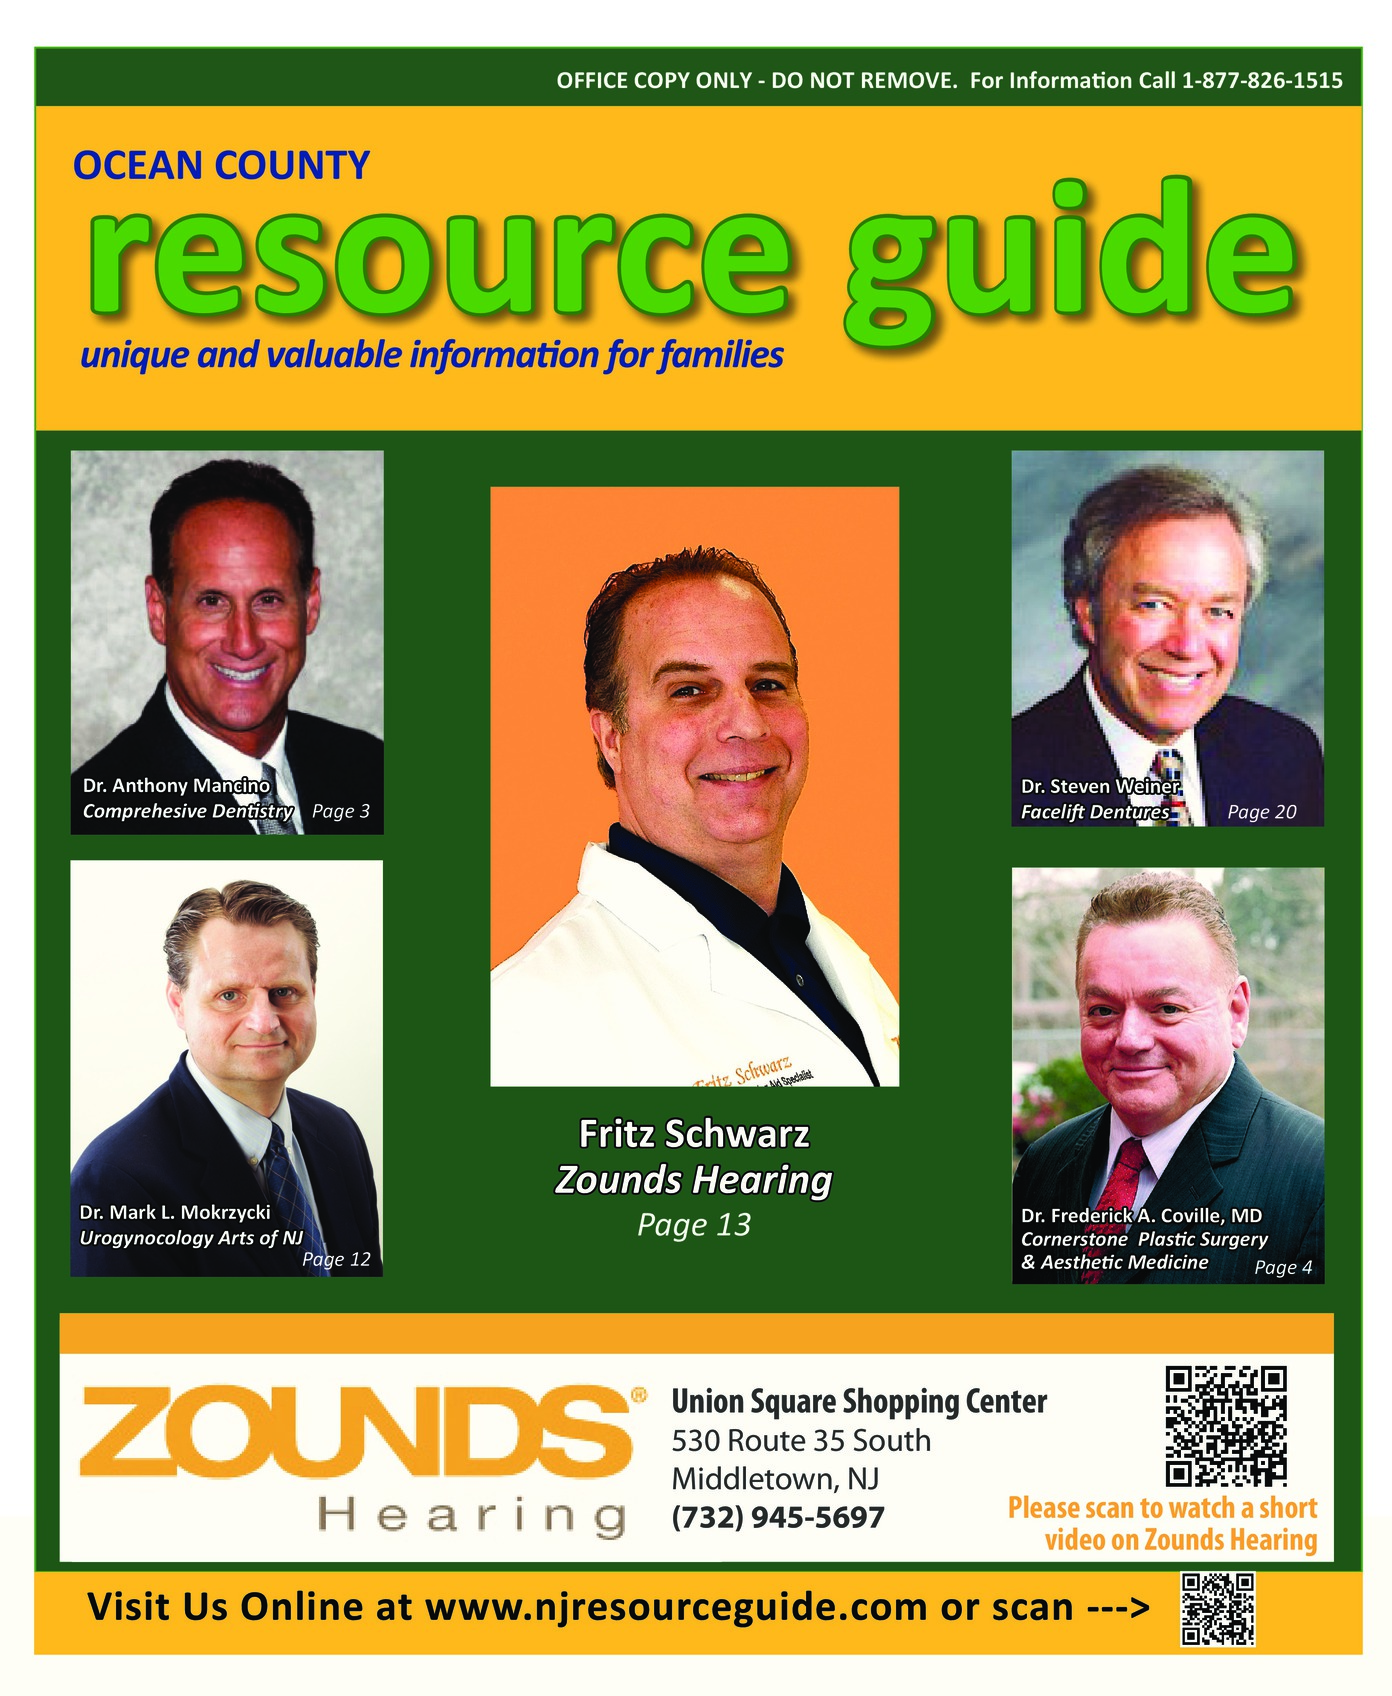 OFFICE COPY ONLY - DO NOT REMOVE. For Information Call 1-877-826-1515
OCEAN COUNTY
resource guide
unique and valuable information for families
Dr. Anthony Mancino
Comprehesive Dentistry Page 3
Dr. Steven Weiner
Facelift Dentures Page 20
Fritz Schwarz
Aid Specialist
Dr. Mark L. Mokrzycki
Urogynocology Arts of NJ
Page 12
Fritz Schwarz
Zounds Hearing
Page 13
Dr. Frederick A. Coville, MD
Cornerstone Plastic Surgery
& Aesthetic Medicine Page 4
ZOUNDS®
Hearing
Union Square Shopping Center
530 Route 35 South
Middletown, NJ
(732) 945-5697
Please scan to watch a short
video on Zounds Hearing
Visit Us Online at www.njresourceguide.com or scan --->